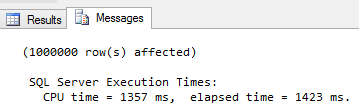 Results Messages
(1000000 row(s) affected)
SQL Server Execution Times:
CPU time = 1357 ms, elapsed time = 1423 ms.